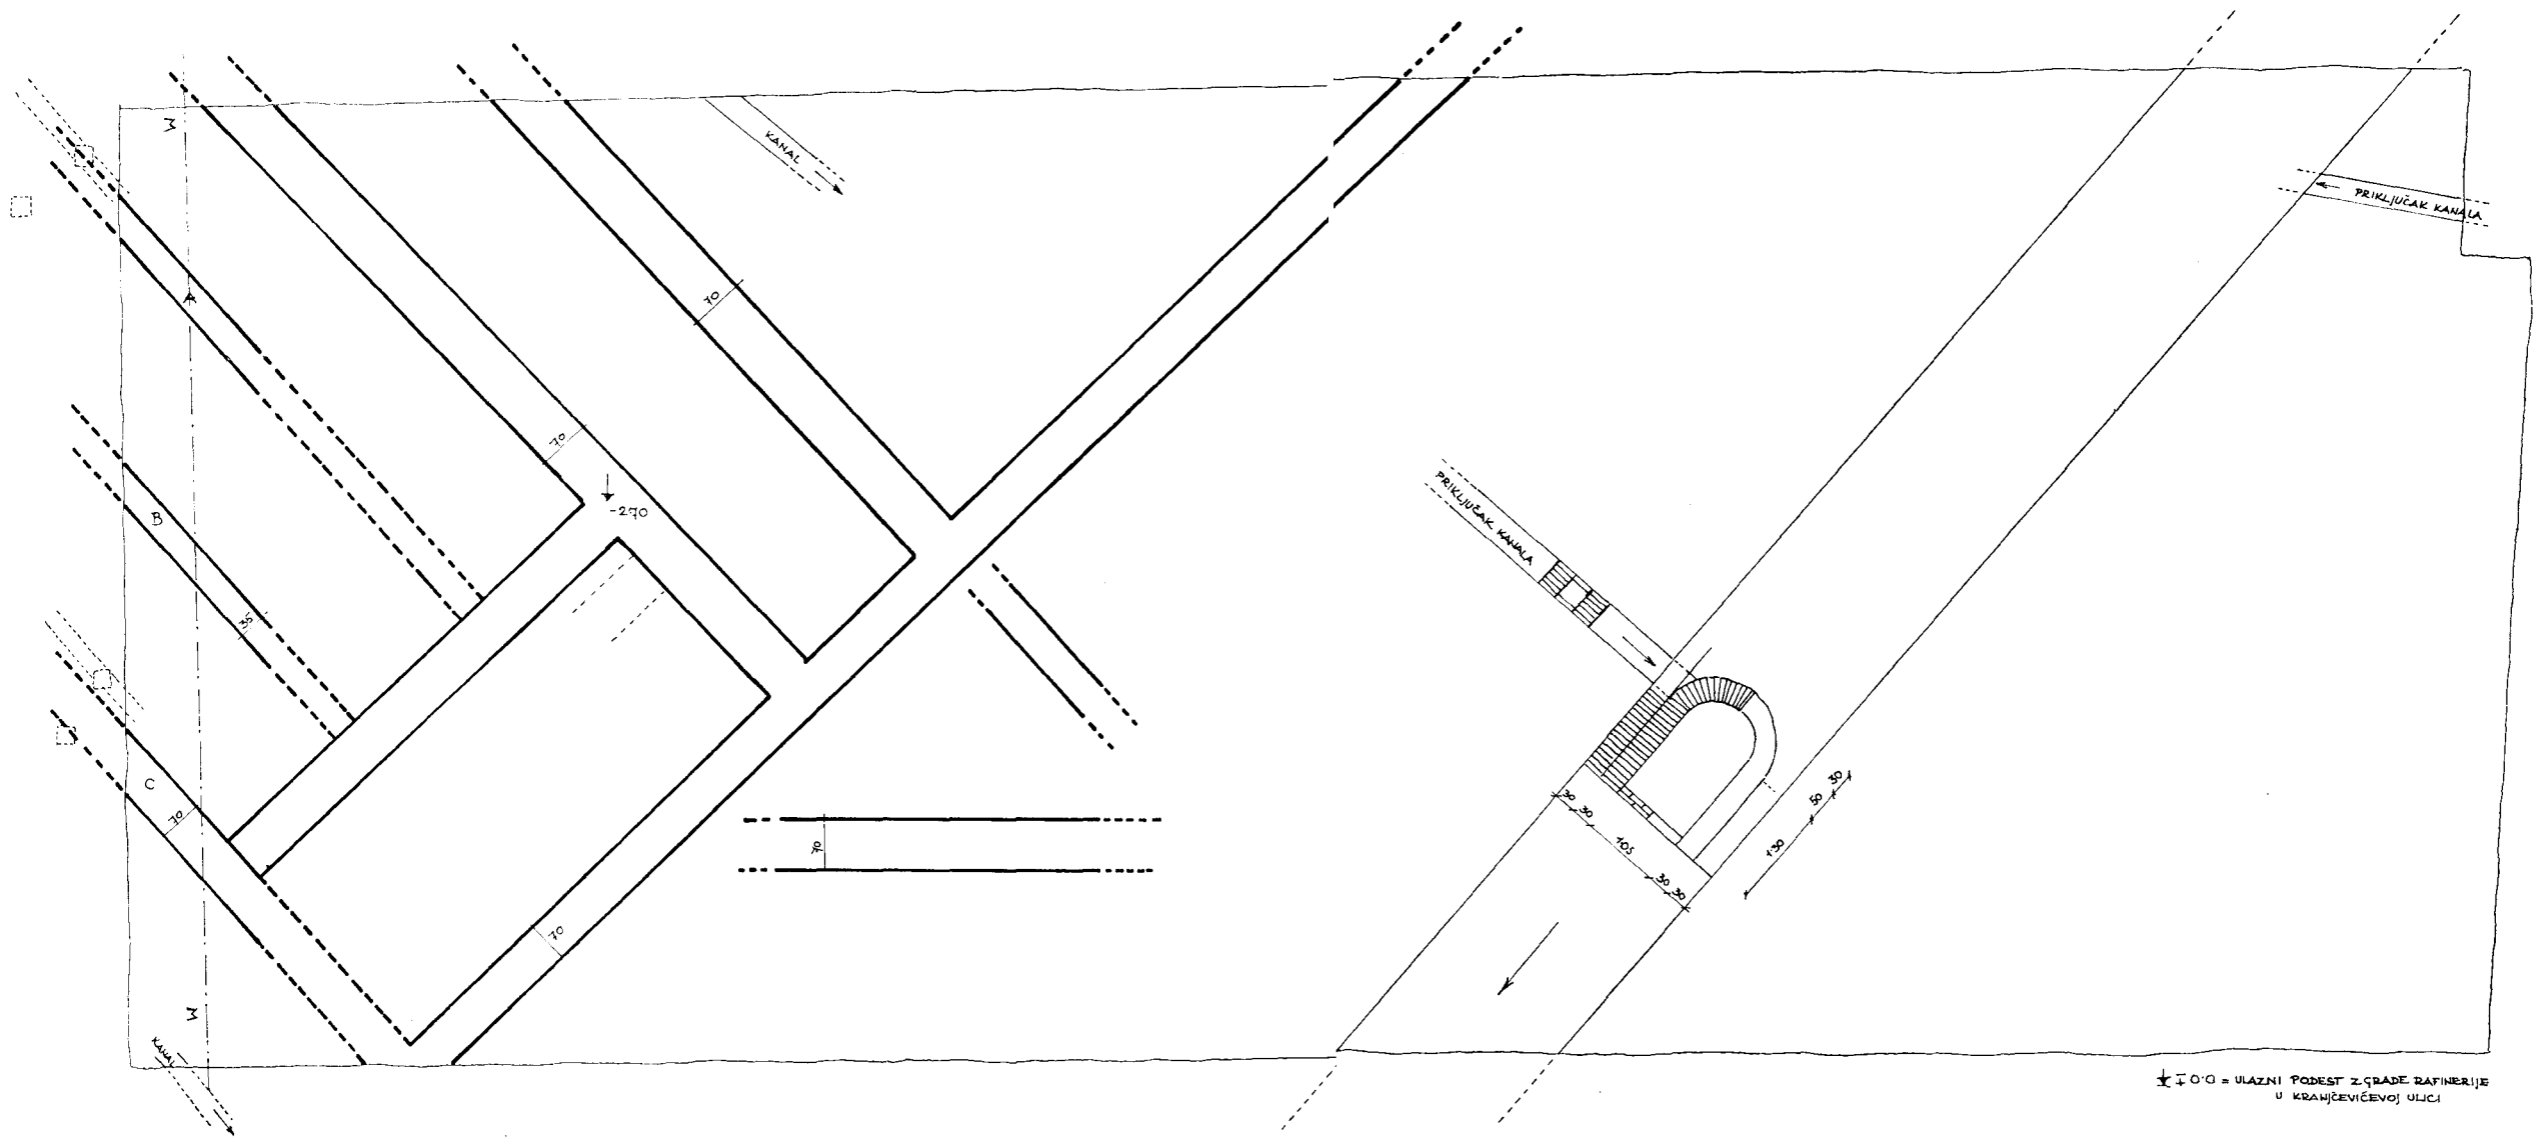 M
KANAL
PRIKLJUČAK KANALA
A
70
70
-270
B
35
PRIKLJUČAK KANALA
C
70
70
70
30
30
105
30
30
130
50
30
M
KANAL
∓0·0 = ULAZNI PODEST ZGRADE RAFINERIJE
U KRANJČEVIĆEVOJ ULICI